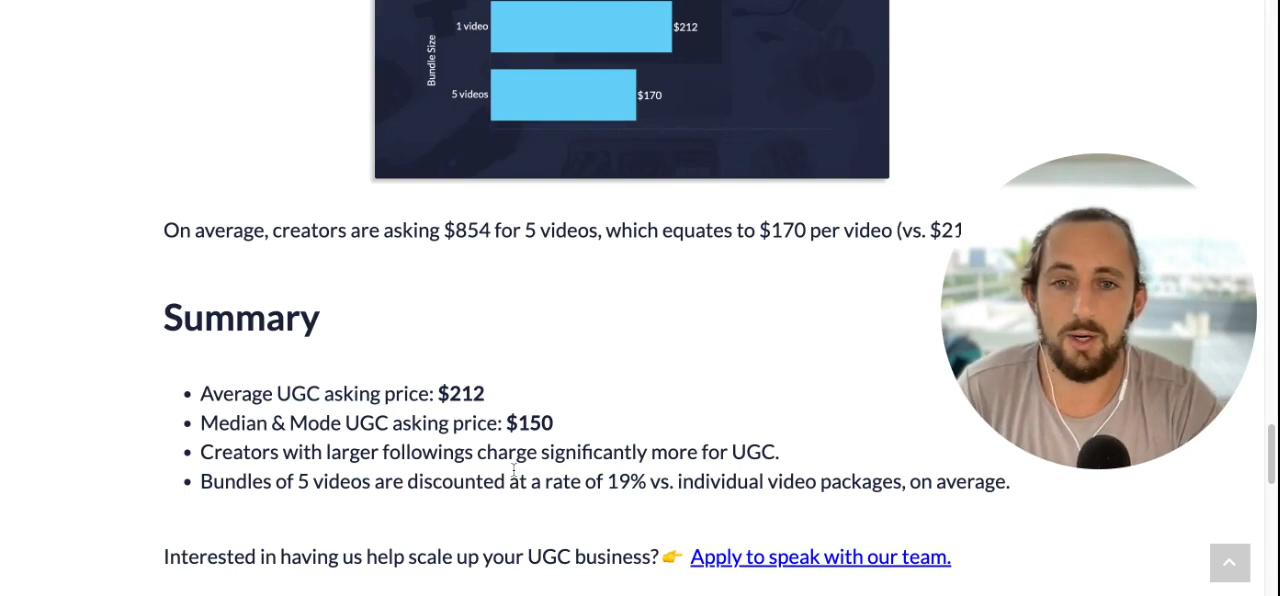 1 video
$212
Bundle Size
5 videos
$170
On average, creators are asking $854 for 5 videos, which equates to $170 per video (vs. $21
Summary
• Average UGC asking price: $212
• Median & Mode UGC asking price: $150
• Creators with larger followings charge significantly more for UGC.
• Bundles of 5 videos are discounted at a rate of 19% vs. individual video packages, on average.
Interested in having us help scale up your UGC business? 👉 Apply to speak with our team.